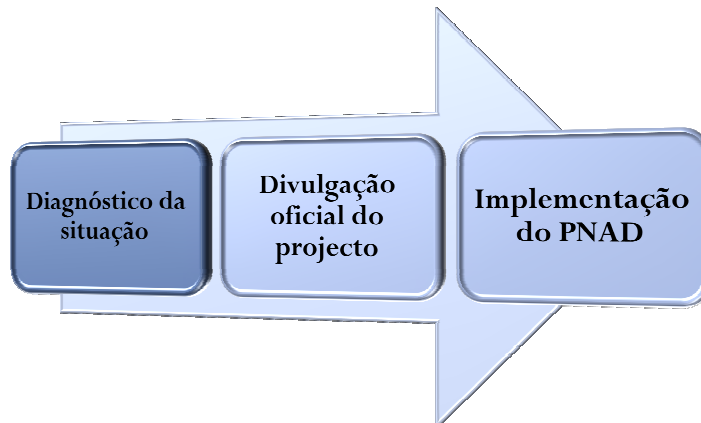 Diagnóstico da
situação
Divulgação
oficial do
projecto
Implementação
do PNAD